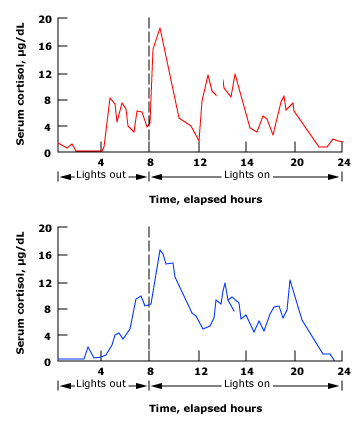 Serum cortisol, µg/dL
20
16
12
8
4
0
4 8 12 16 20 24
Lights out Lights on
Time, elapsed hours
Serum cortisol, µg/dL
20
16
12
8
4
0
4 8 12 16 20 24
Lights out Lights on
Time, elapsed hours